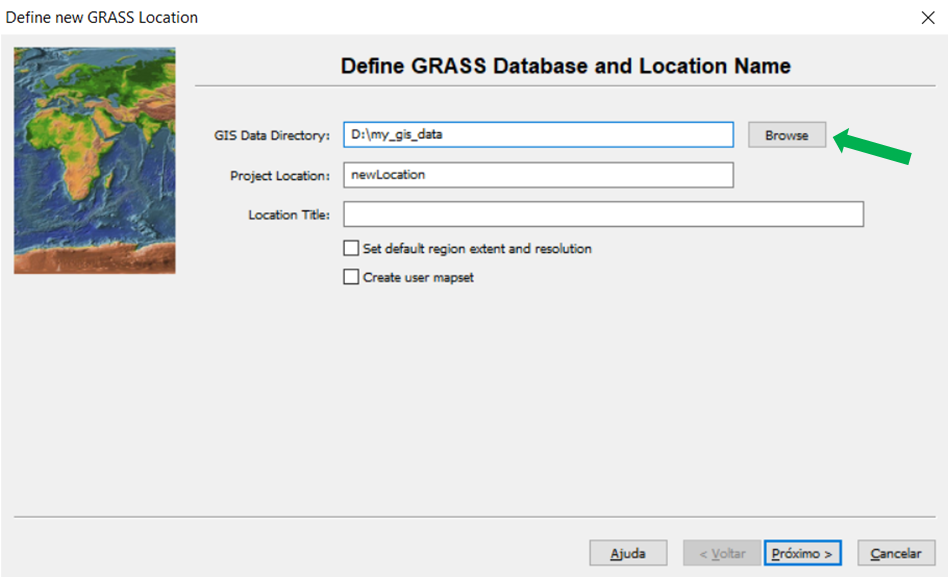 Define new GRASS Location
Define GRASS Database and Location Name
GIS Data Directory: D:\my_gis_data Browse
Project Location: newLocation
Location Title:
Set default region extent and resolution
Create user mapset
Ajuda < Voltar Próximo > Cancelar